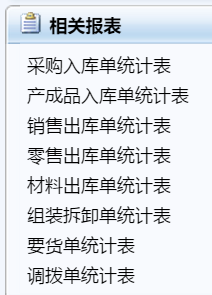 相关报表
采购入库单统计表
产成品入库单统计表
销售出库单统计表
零售出库单统计表
材料出库单统计表
组装拆卸单统计表
要货单统计表
调拨单统计表